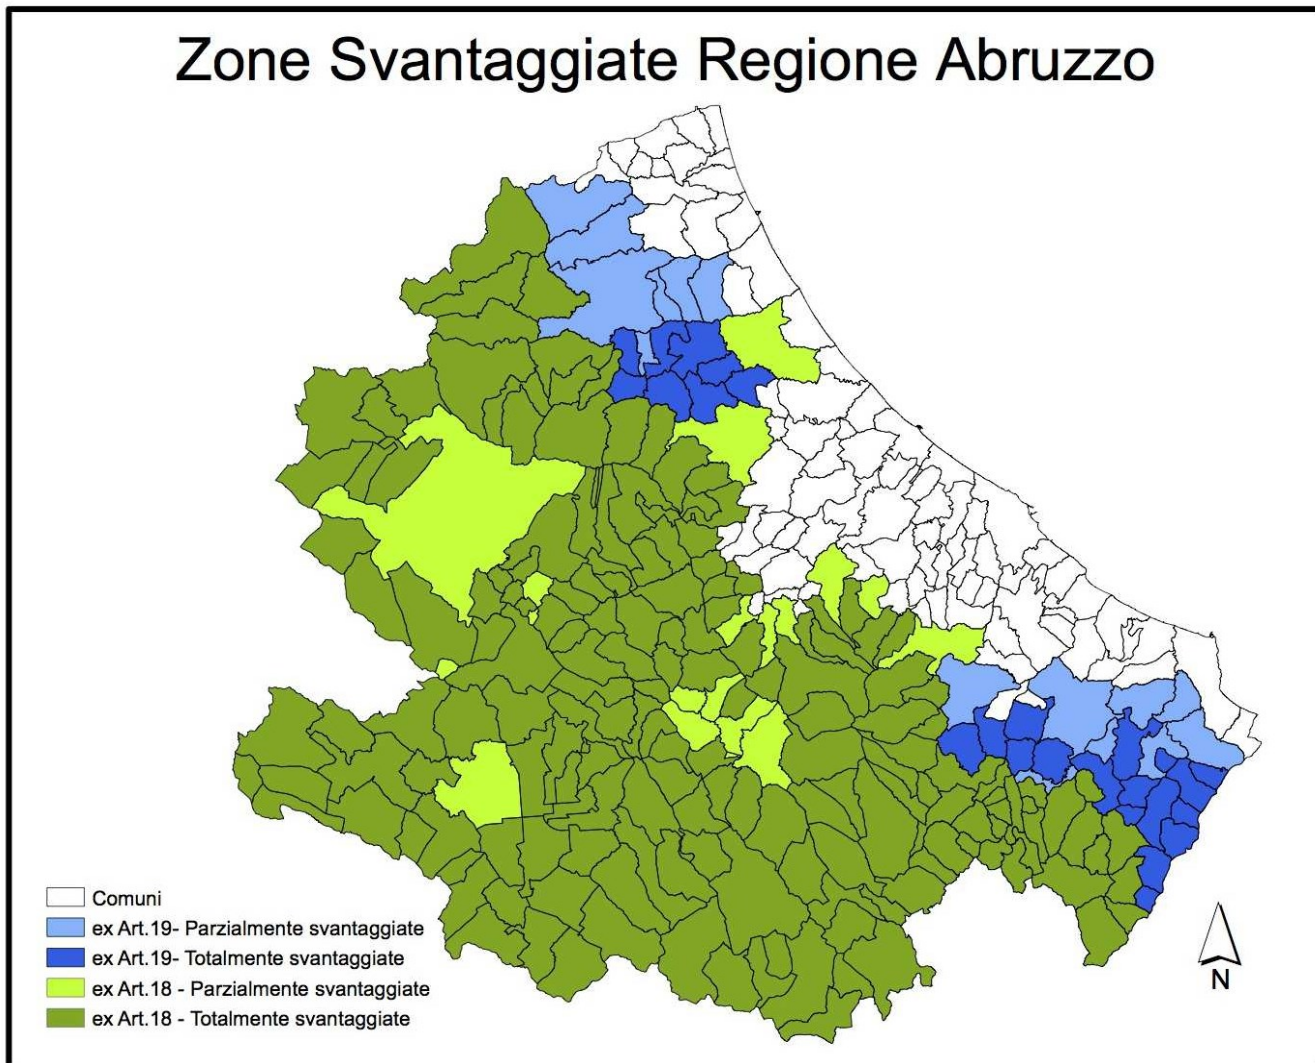 Zone Svantaggiate Regione Abruzzo
Comuni
ex Art.19- Parzialmente svantaggiate
ex Art.19- Totalmente svantaggiate
ex Art.18 - Parzialmente svantaggiate
ex Art.18 - Totalmente svantaggiate
N